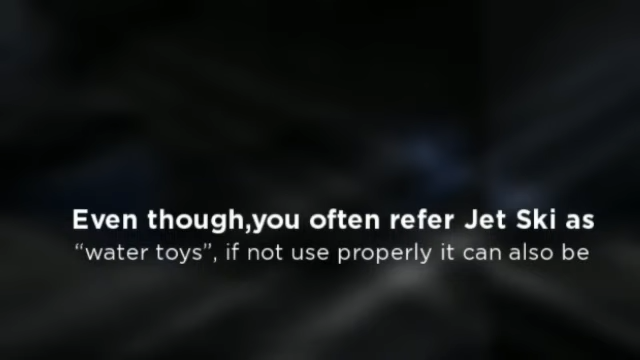 Even though,you often refer Jet Ski as
“water toys”, if not use properly it can also be